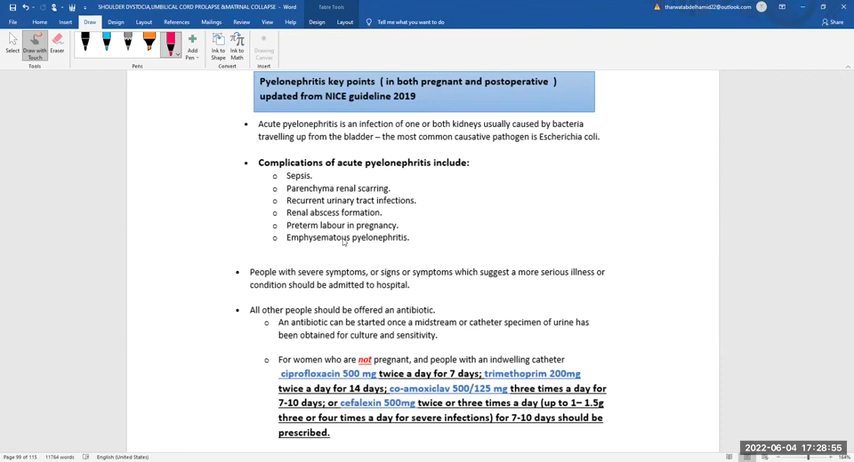 SHOULDER DYSTOCIA,UMBILICAL CORD PROLAPSE &MATRNAL COLLAPSE - Word
Table Tools
tharwatabdelhamid22@outlook.com
File Home Insert Draw Design Layout References Mailings Review View Help Design Layout Tell me what you want to do
Share
Select Draw with Touch Eraser
Add Pen
Ink to Shape Ink to Math
Drawing Canvas
Tools Pens Convert Insert
Pyelonephritis key points ( in both pregnant and postoperative )
updated from NICE guideline 2019
• Acute pyelonephritis is an infection of one or both kidneys usually caused by bacteria
travelling up from the bladder – the most common causative pathogen is Escherichia coli.
• Complications of acute pyelonephritis include:
o Sepsis.
o Parenchyma renal scarring.
o Recurrent urinary tract infections.
o Renal abscess formation.
o Preterm labour in pregnancy.
o Emphysematous pyelonephritis.
• People with severe symptoms, or signs or symptoms which suggest a more serious illness or
condition should be admitted to hospital.
• All other people should be offered an antibiotic.
o An antibiotic can be started once a midstream or catheter specimen of urine has
been obtained for culture and sensitivity.
o For women who are not pregnant, and people with an indwelling catheter
ciprofloxacin 500 mg twice a day for 7 days; trimethoprim 200mg
twice a day for 14 days; co-amoxiclav 500/125 mg three times a day for
7-10 days; or cefalexin 500mg twice or three times a day (up to 1– 1.5g
three or four times a day for severe infections) for 7-10 days should be
prescribed.
2022-06-04 17:28:55
Page 99 of 115 11764 words English (United States)
164%